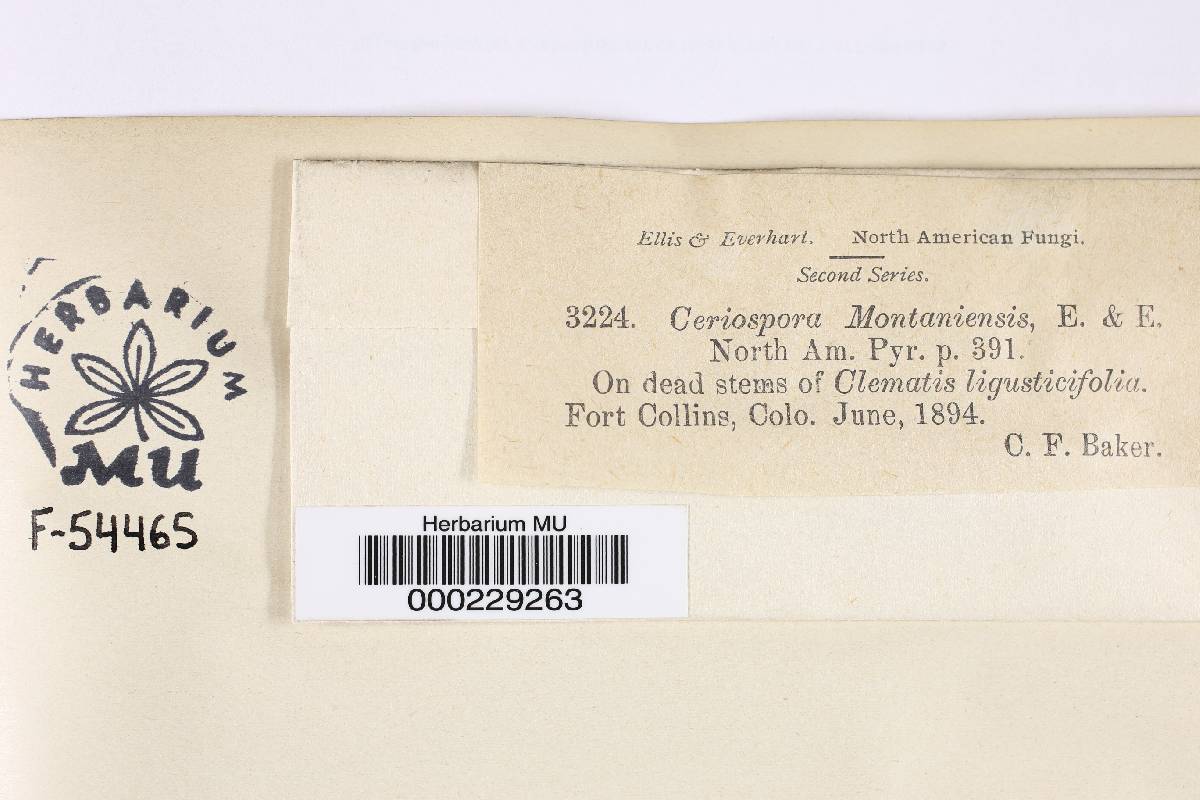 Ellis & Everhart. North American Fungi.
Second Series.
3224. Ceriospora Montaniensis, E. & E.
North Am. Pyr. p. 391.
On dead stems of Clematis ligusticifolia.
Fort Collins, Colo. June, 1894.
C. F. Baker.
HERBARIUM
MU
F-54465
Herbarium MU
000229263